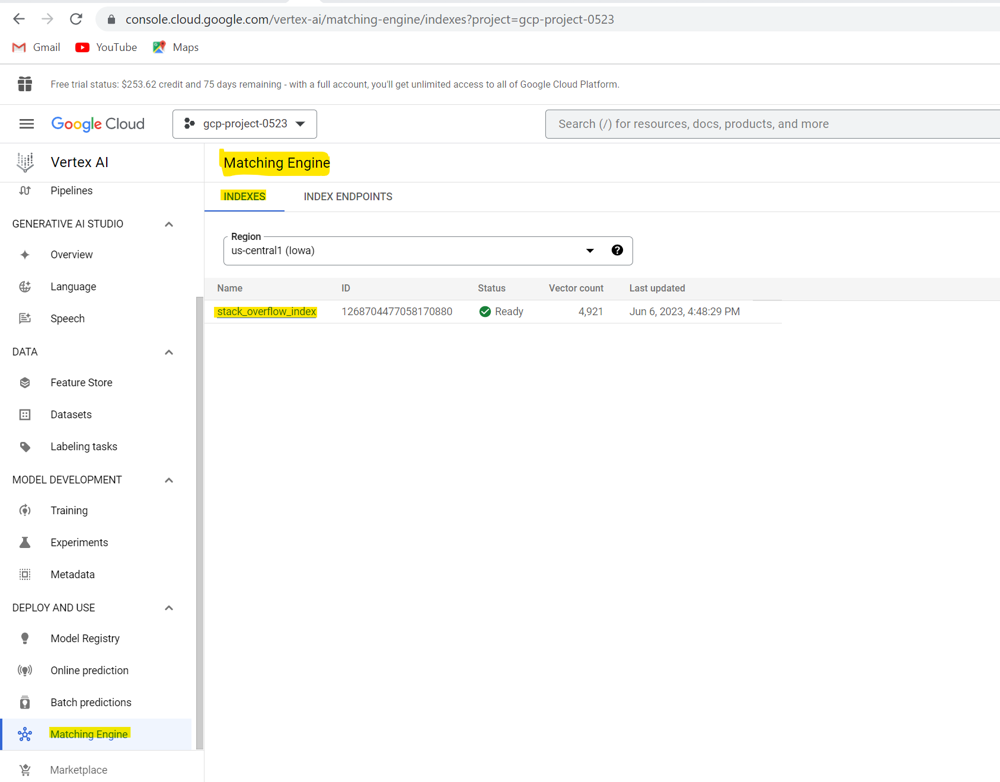 console.cloud.google.com/vertex-ai/matching-engine/indexes?project=gcp-project-0523
Gmail YouTube Maps
Free trial status: $253.62 credit and 75 days remaining - with a full account, you'll get unlimited access to all of Google Cloud Platform.
Google Cloud gcp-project-0523 Search (/) for resources, docs, products, and more
Vertex AI
Pipelines
GENERATIVE AI STUDIO
Overview
Language
Speech
DATA
Feature Store
Datasets
Labeling tasks
MODEL DEVELOPMENT
Training
Experiments
Metadata
DEPLOY AND USE
Model Registry
Online prediction
Batch predictions
Matching Engine
Marketplace
Matching Engine
INDEXES INDEX ENDPOINTS
Region
us-central1 (Iowa)
Name ID Status Vector count Last updated
stack_overflow_index 1268704477058170880 Ready 4,921 Jun 6, 2023, 4:48:29 PM